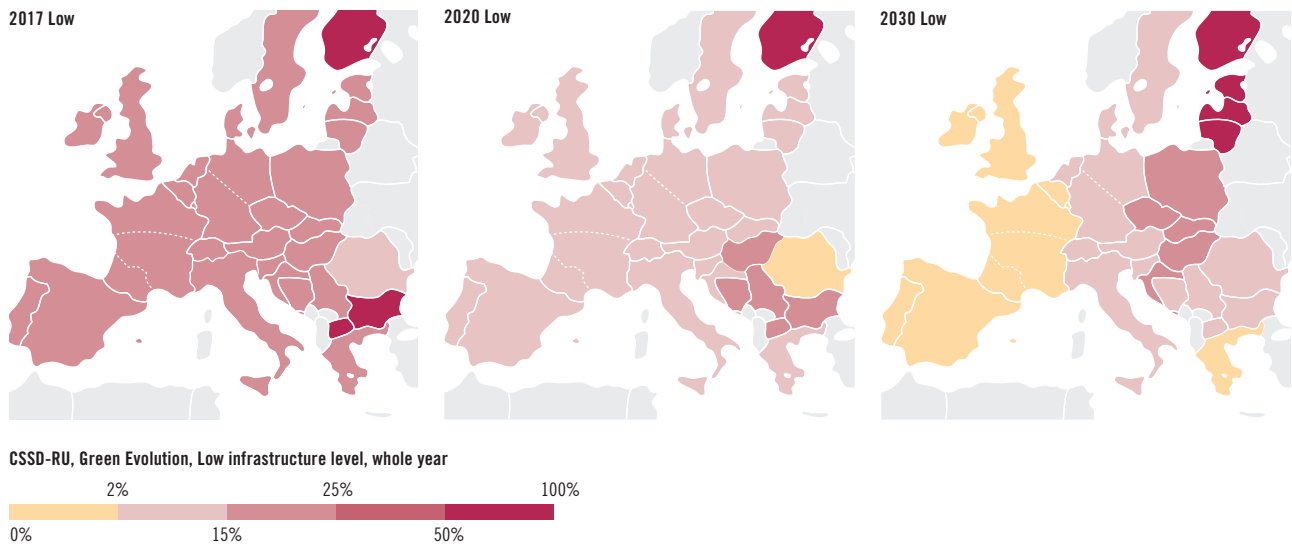 2017 Low
2020 Low
2030 Low
CSSD-RU, Green Evolution, Low infrastructure level, whole year
2% 25% 100%
0% 15% 50%